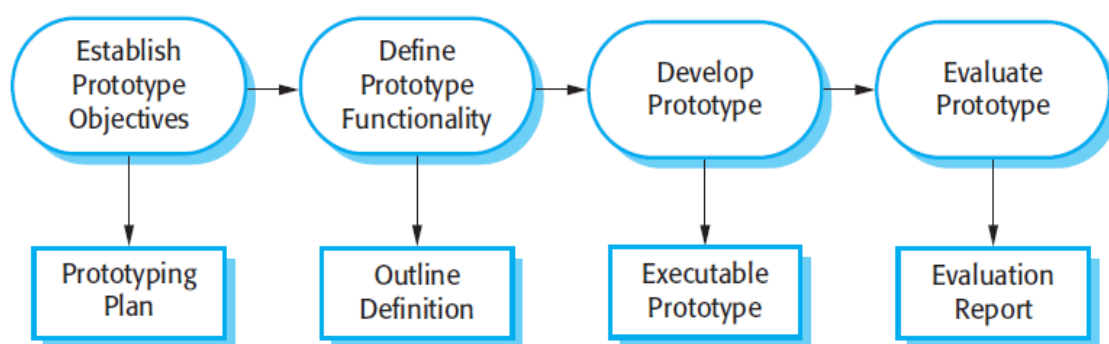 Establish
Prototype
Objectives
Define
Prototype
Functionality
Develop
Prototype
Evaluate
Prototype
Prototyping
Plan
Outline
Definition
Executable
Prototype
Evaluation
Report